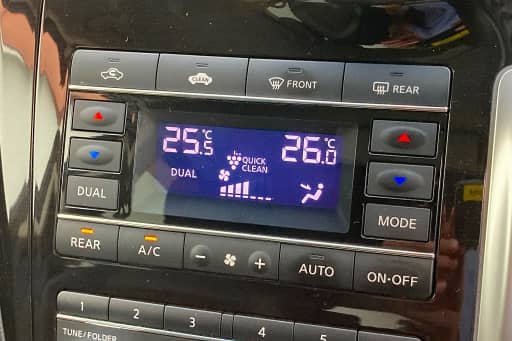 CLEAN
FRONT
REAR
25.5°C
26.0°C
DUAL
QUICK
CLEAN
DUAL
MODE
REAR
A/C
AUTO
ON·OFF
1
2
3
4
5
6
TUNE/FOLDER